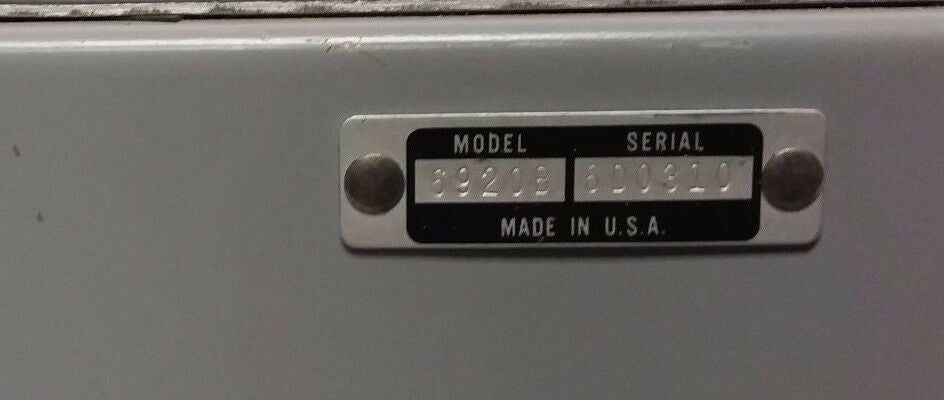 MODEL SERIAL
6920B 6D0310
MADE IN U.S.A.